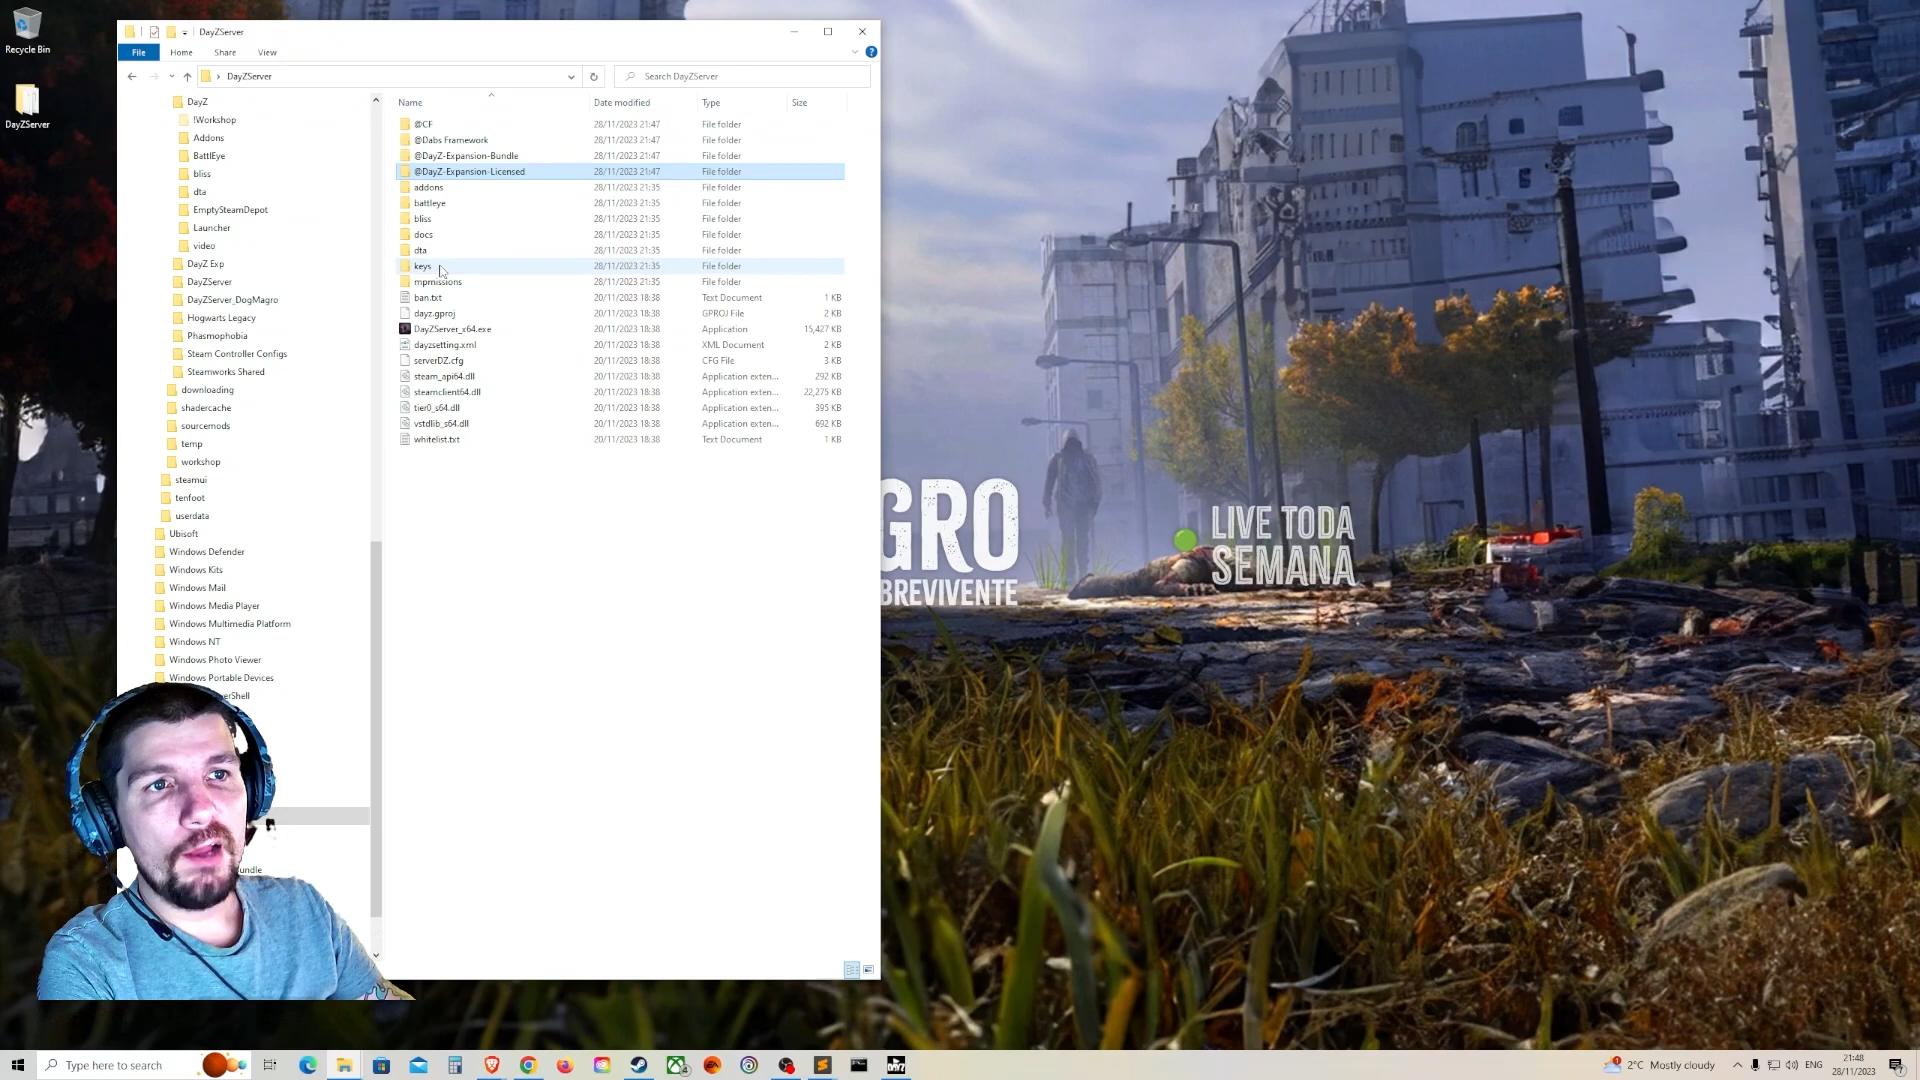 Recycle Bin
DayZServer
DayZServer
File Home Share View
DayZServer
Search DayZServer
DayZ
!Workshop
Addons
BattlEye
bliss
dta
EmptySteamDepot
Launcher
video
DayZ Exp
DayZServer
DayZServer_DogMagro
Hogwarts Legacy
Phasmophobia
Steam Controller Configs
Steamworks Shared
downloading
shadercache
sourcemods
temp
workshop
steamui
tenfoot
userdata
Ubisoft
Windows Defender
Windows Kits
Windows Mail
Windows Media Player
Windows Multimedia Platform
Windows NT
Windows Photo Viewer
Windows Portable Devices
erShell
undle
Name Date modified Type Size
@CF 28/11/2023 21:47 File folder
@Dabs Framework 28/11/2023 21:47 File folder
@DayZ-Expansion-Bundle 28/11/2023 21:47 File folder
@DayZ-Expansion-Licensed 28/11/2023 21:47 File folder
addons 28/11/2023 21:35 File folder
battleye 28/11/2023 21:35 File folder
bliss 28/11/2023 21:35 File folder
docs 28/11/2023 21:35 File folder
dta 28/11/2023 21:35 File folder
keys 28/11/2023 21:35 File folder
mpmissions 28/11/2023 21:35 File folder
ban.txt 20/11/2023 18:38 Text Document 1 KB
dayz.gproj 20/11/2023 18:38 GPROJ File 2 KB
DayZServer_x64.exe 20/11/2023 18:38 Application 15,427 KB
dayzsetting.xml 20/11/2023 18:38 XML Document 2 KB
serverDZ.cfg 20/11/2023 18:38 CFG File 3 KB
steam_api64.dll 20/11/2023 18:38 Application exten... 292 KB
steamclient64.dll 20/11/2023 18:38 Application exten... 22,275 KB
tier0_s64.dll 20/11/2023 18:38 Application exten... 395 KB
vstdlib_s64.dll 20/11/2023 18:38 Application exten... 692 KB
whitelist.txt 20/11/2023 18:38 Text Document 1 KB
GRO
BREVIVENTE
LIVE TODA
SEMANA
Type here to search
2°C Mostly cloudy
ENG
21:48
28/11/2023